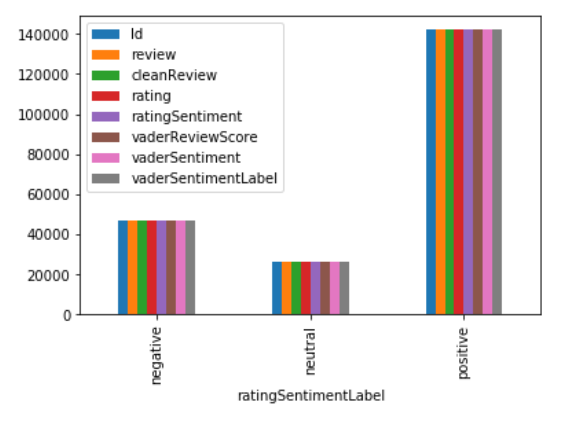 140000
120000
100000
80000
60000
40000
20000
0
Id
review
cleanReview
rating
ratingSentiment
vaderReviewScore
vaderSentiment
vaderSentimentLabel
negative
neutral
positive
ratingSentimentLabel